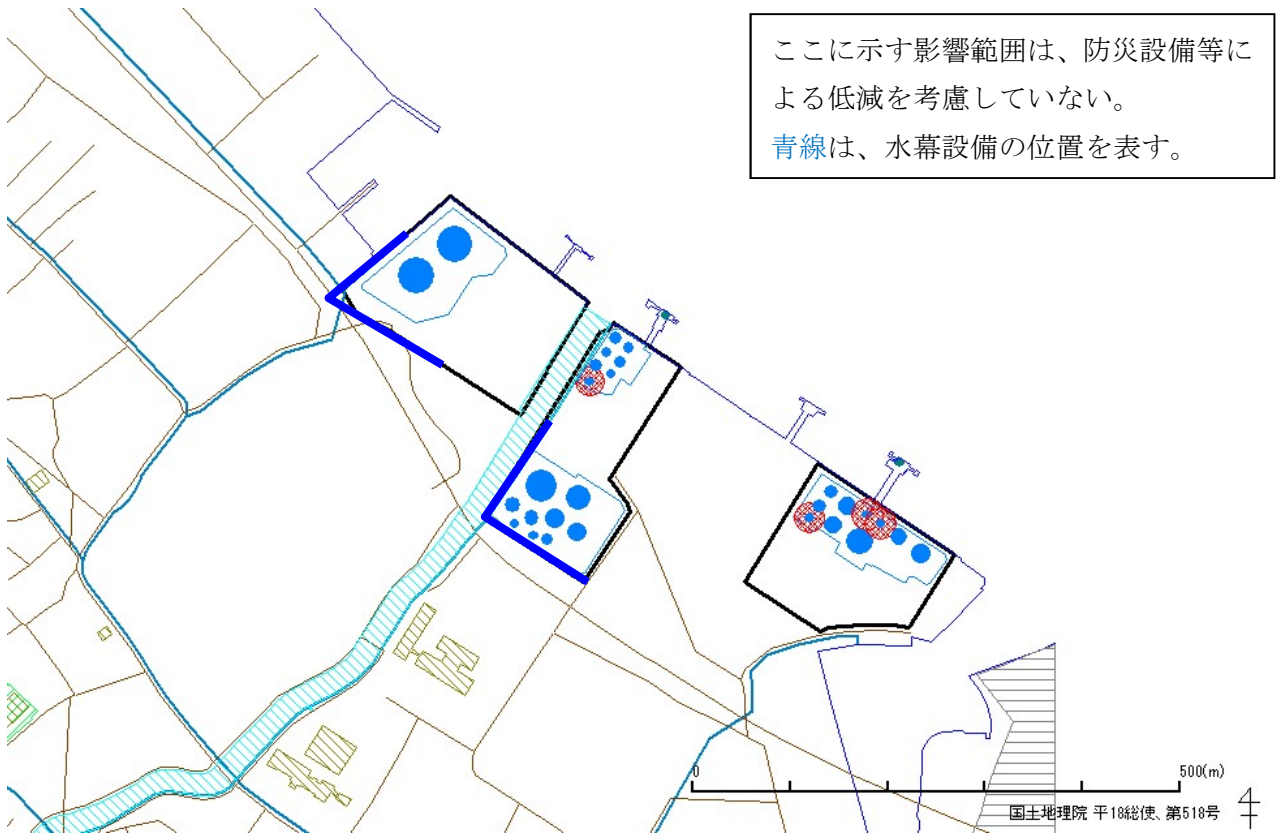 ここに示す影響範囲は、防災設備等に
よる低減を考慮していない。
青線は、水幕設備の位置を表す。
0 500(m)
国土地理院 平18総使、第518号